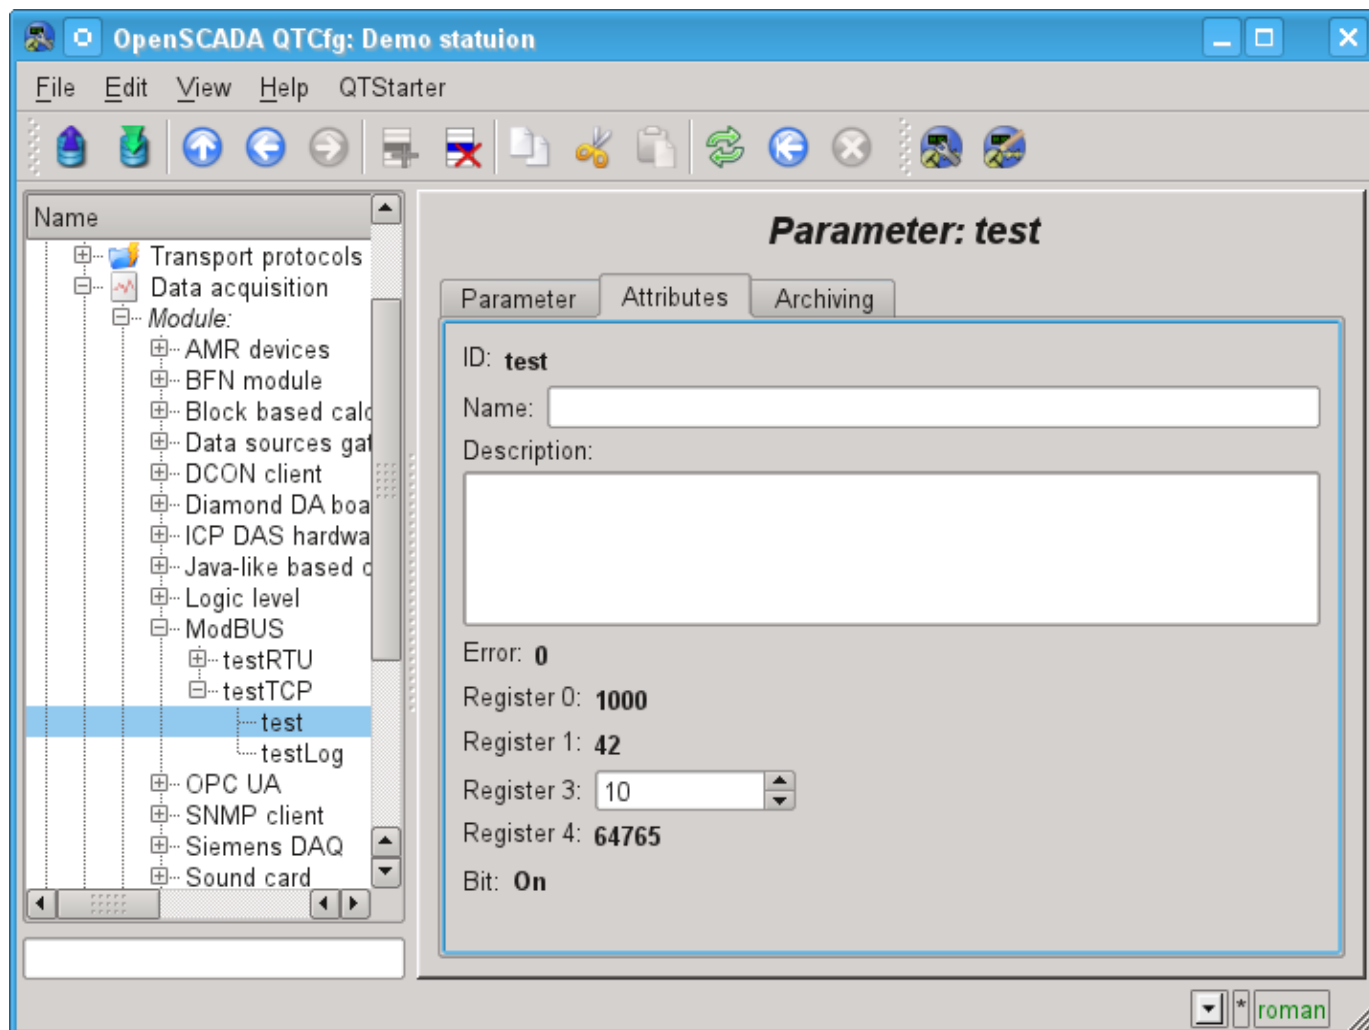 OpenSCADA QTCfg: Demo statuion
File Edit View Help QTStarter
Name
Transport protocols
Data acquisition
Module:
AMR devices
BFN module
Block based calc
Data sources gat
DCON client
Diamond DA boa
ICP DAS hardwa
Java-like based c
Logic level
ModBUS
testRTU
testTCP
test
testLog
OPC UA
SNMP client
Siemens DAQ
Sound card
Parameter: test
Parameter Attributes Archiving
ID: test
Name:
Description:
Error: 0
Register 0: 1000
Register 1: 42
Register 3: 10
Register 4: 64765
Bit: On
* roman